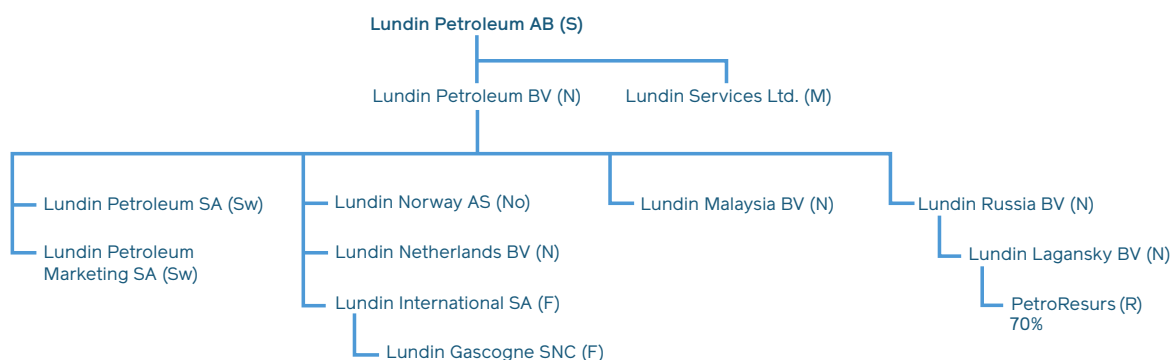 Lundin Petroleum AB (S)
Lundin Petroleum BV (N)
Lundin Services Ltd. (M)
Lundin Petroleum SA (Sw)
Lundin Petroleum
Marketing SA (Sw)
Lundin Norway AS (No)
Lundin Netherlands BV (N)
Lundin International SA (F)
Lundin Gascogne SNC (F)
Lundin Malaysia BV (N)
Lundin Russia BV (N)
Lundin Lagansky BV (N)
PetroResurs (R)
70%